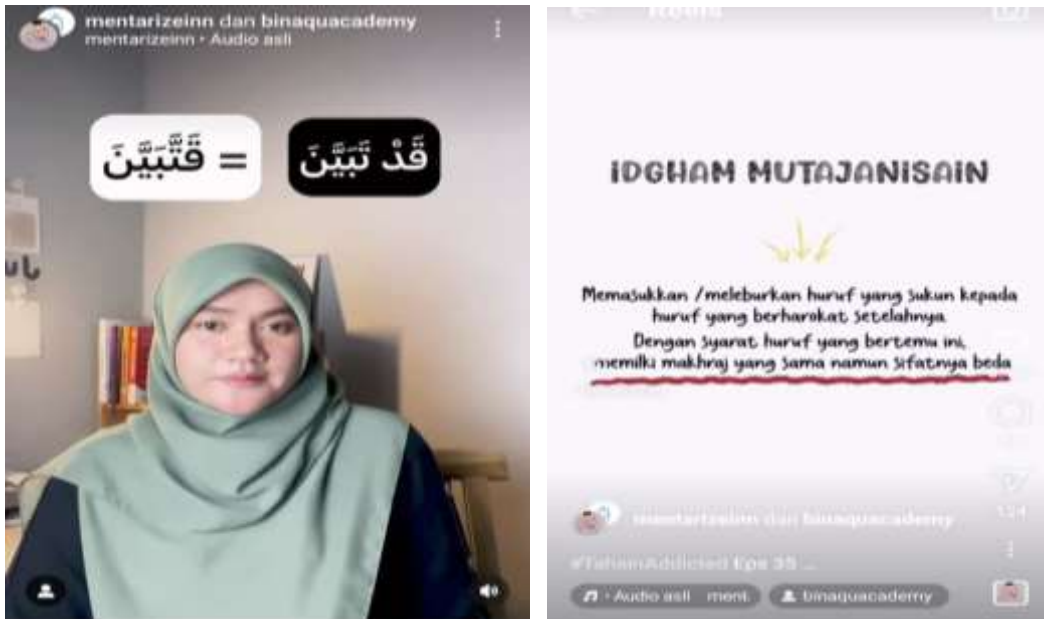 mentarizeinn dan binaquacademy
mentarizeinn • Audio asli
قَدْ تَبَيَّنَ
= قَتَّبَيَّنَ
IDGHAM MUTAJANISAIN
Memasukkan /meleburkan huruf yang sukun kepada
huruf yang berharokat setelahnya
Dengan syarat huruf yang bertemu ini,
memilki makhraj yang sama namun sifatnya beda
mentarizeinn dan binaquacademy
#TahsinAddicted Eps 35 ...
Audio asli ment.
binaquacademy